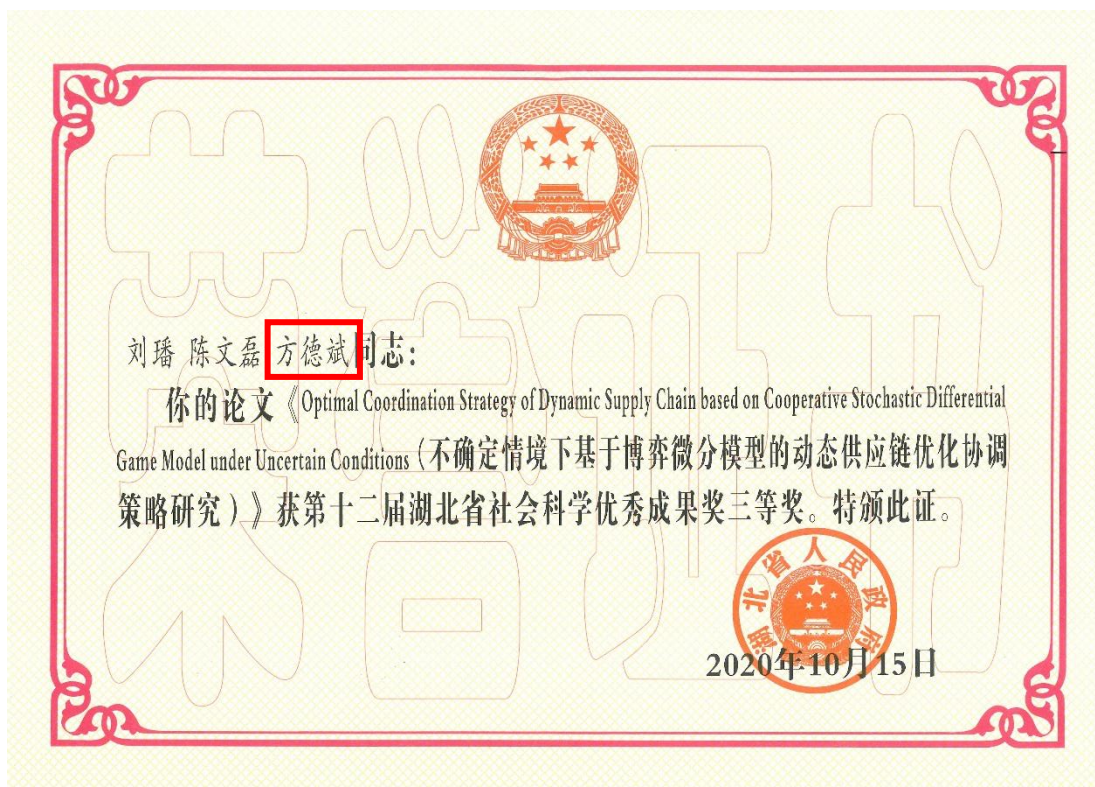 荣誉证书
刘璠 陈文磊 方德斌同志：
你的论文《Optimal Coordination Strategy of Dynamic Supply Chain based on Cooperative Stochastic Differential
Game Model under Uncertain Conditions（不确定情境下基于博弈微分模型的动态供应链优化协调
策略研究）》获第十二届湖北省社会科学优秀成果奖三等奖。特颁此证。
湖北省人民政府
2020年10月15日